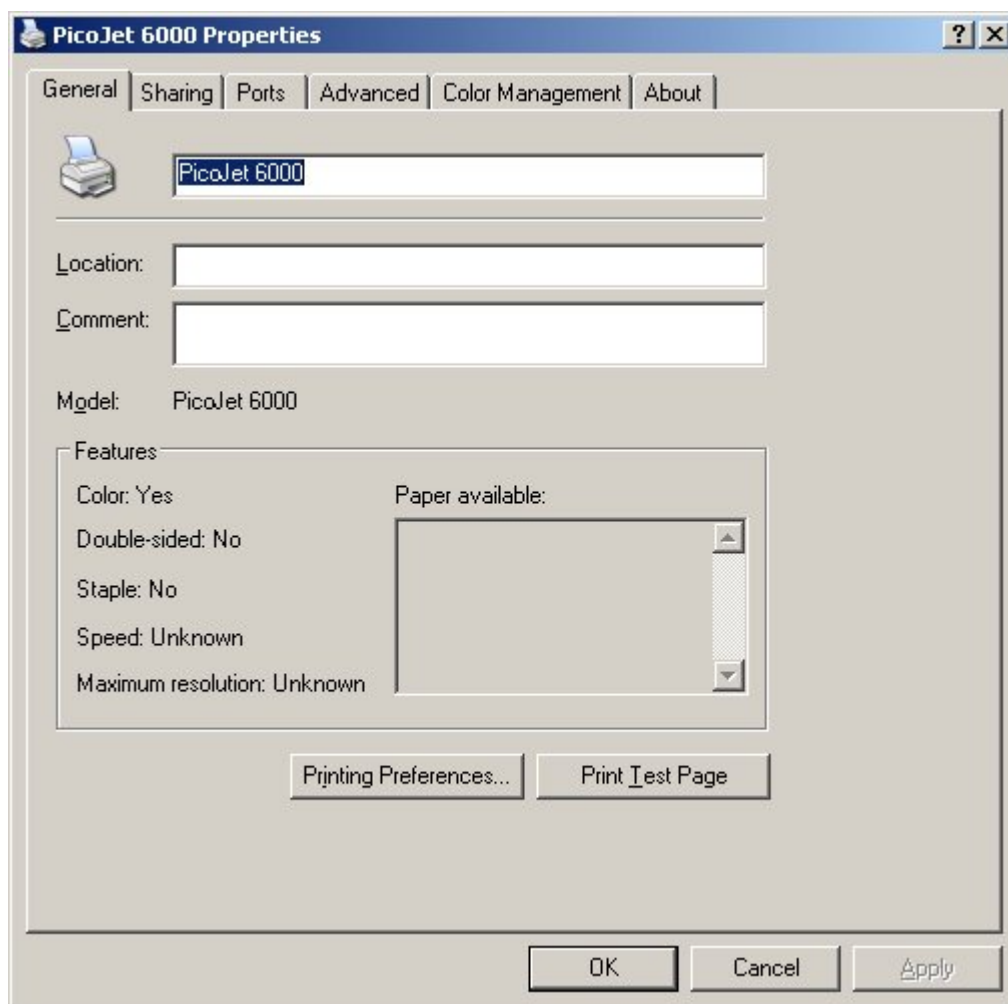 PicoJet 6000 Properties
General Sharing Ports Advanced Color Management About
PicoJet 6000
Location:
Comment:
Model: PicoJet 6000
Features
Color: Yes Paper available:
Double-sided: No
Staple: No
Speed: Unknown
Maximum resolution: Unknown
Printing Preferences... Print Test Page
OK Cancel Apply